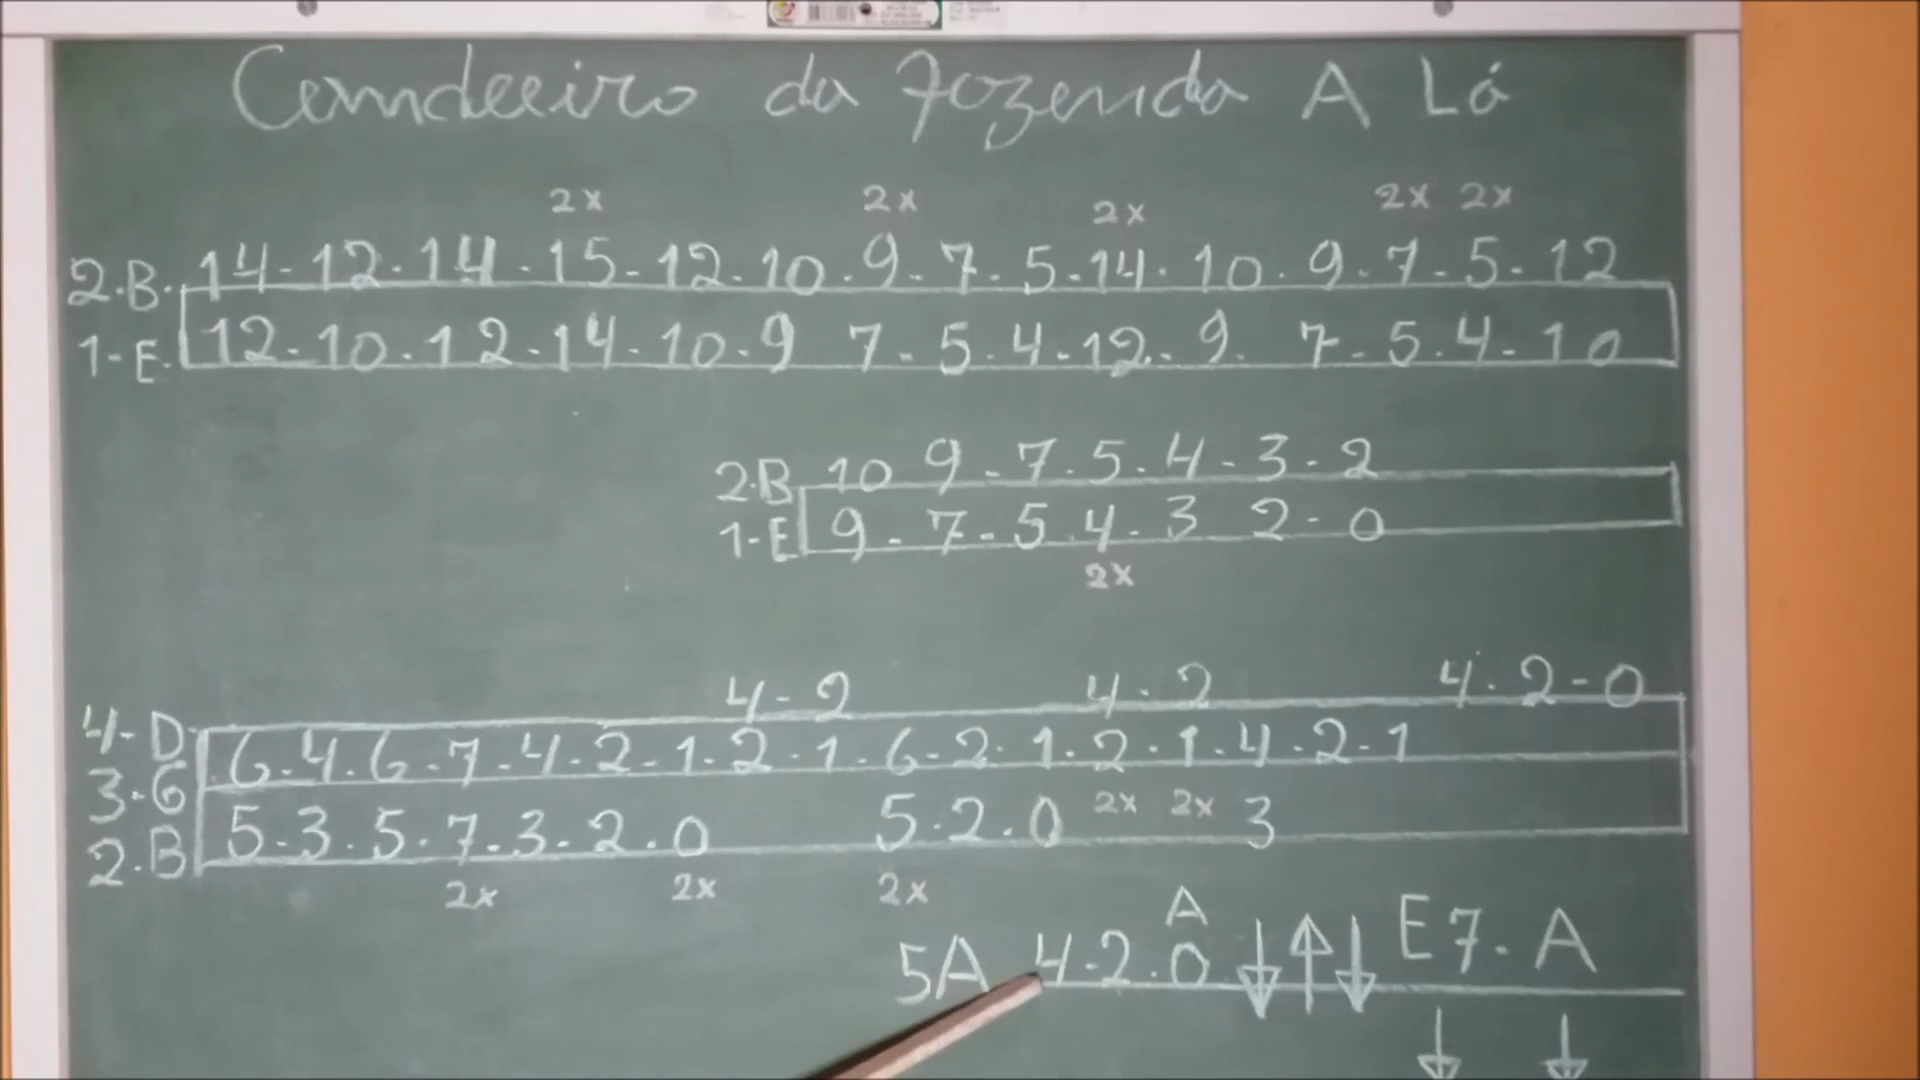 Candeeiro da Fazenda A Lá
2x 2x 2x 2x 2x
2.B. 14-12.14.15-12.10.9-7.5-14.10.9.7-5-12
1-E. 12-10.12-14-10.9 7-5.4-12.9. 7-5.4-10
2.B 10 9-7.5.4-3.2
1-E 9-7-5.4-3 2-0
2x
4-2 4.2 4.2-0
4-D
3.G 6.4.6.7.4.2.1.2.1.6-2.1.2.1.4.2-1
2x 2x
2.B 5-3.5.7.3.2.0 5.2.0 3
2x 2x 2x
A
5A 4-2.0 ↓↑↓ E7. A
↓ ↓